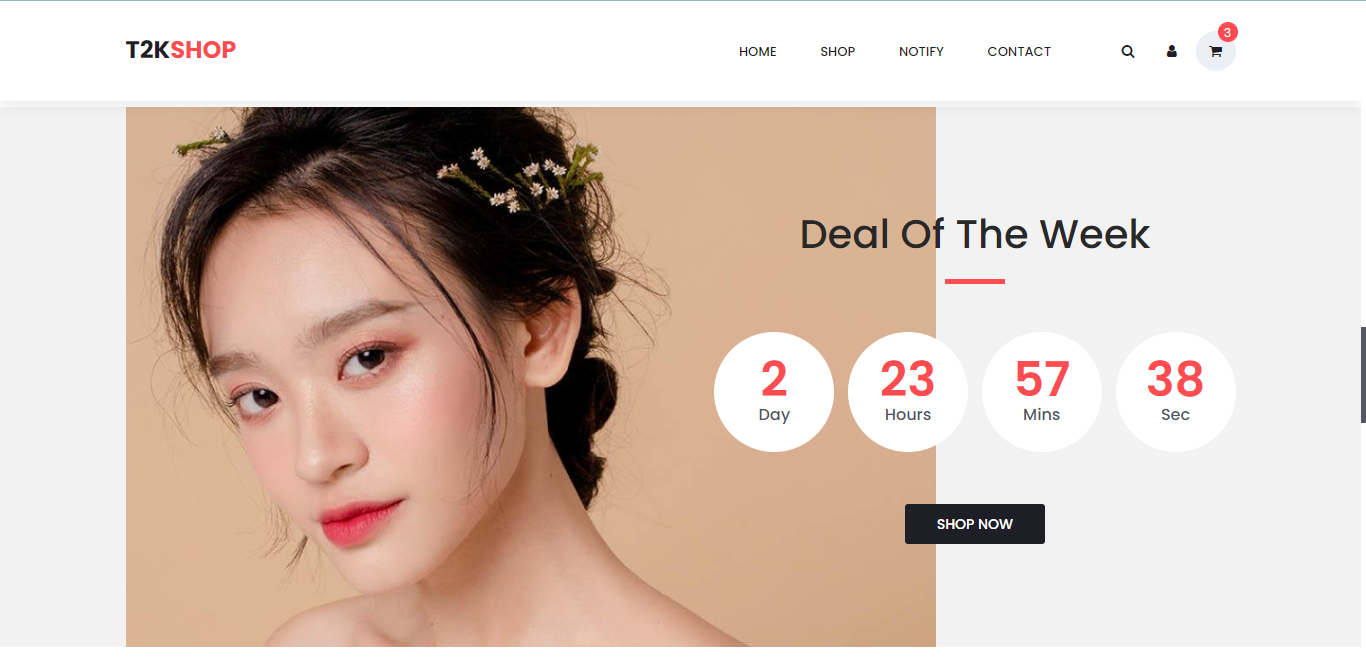 T2KSHOP
HOME SHOP NOTIFY CONTACT
3
Deal Of The Week
2 23 57 38
Day Hours Mins Sec
SHOP NOW